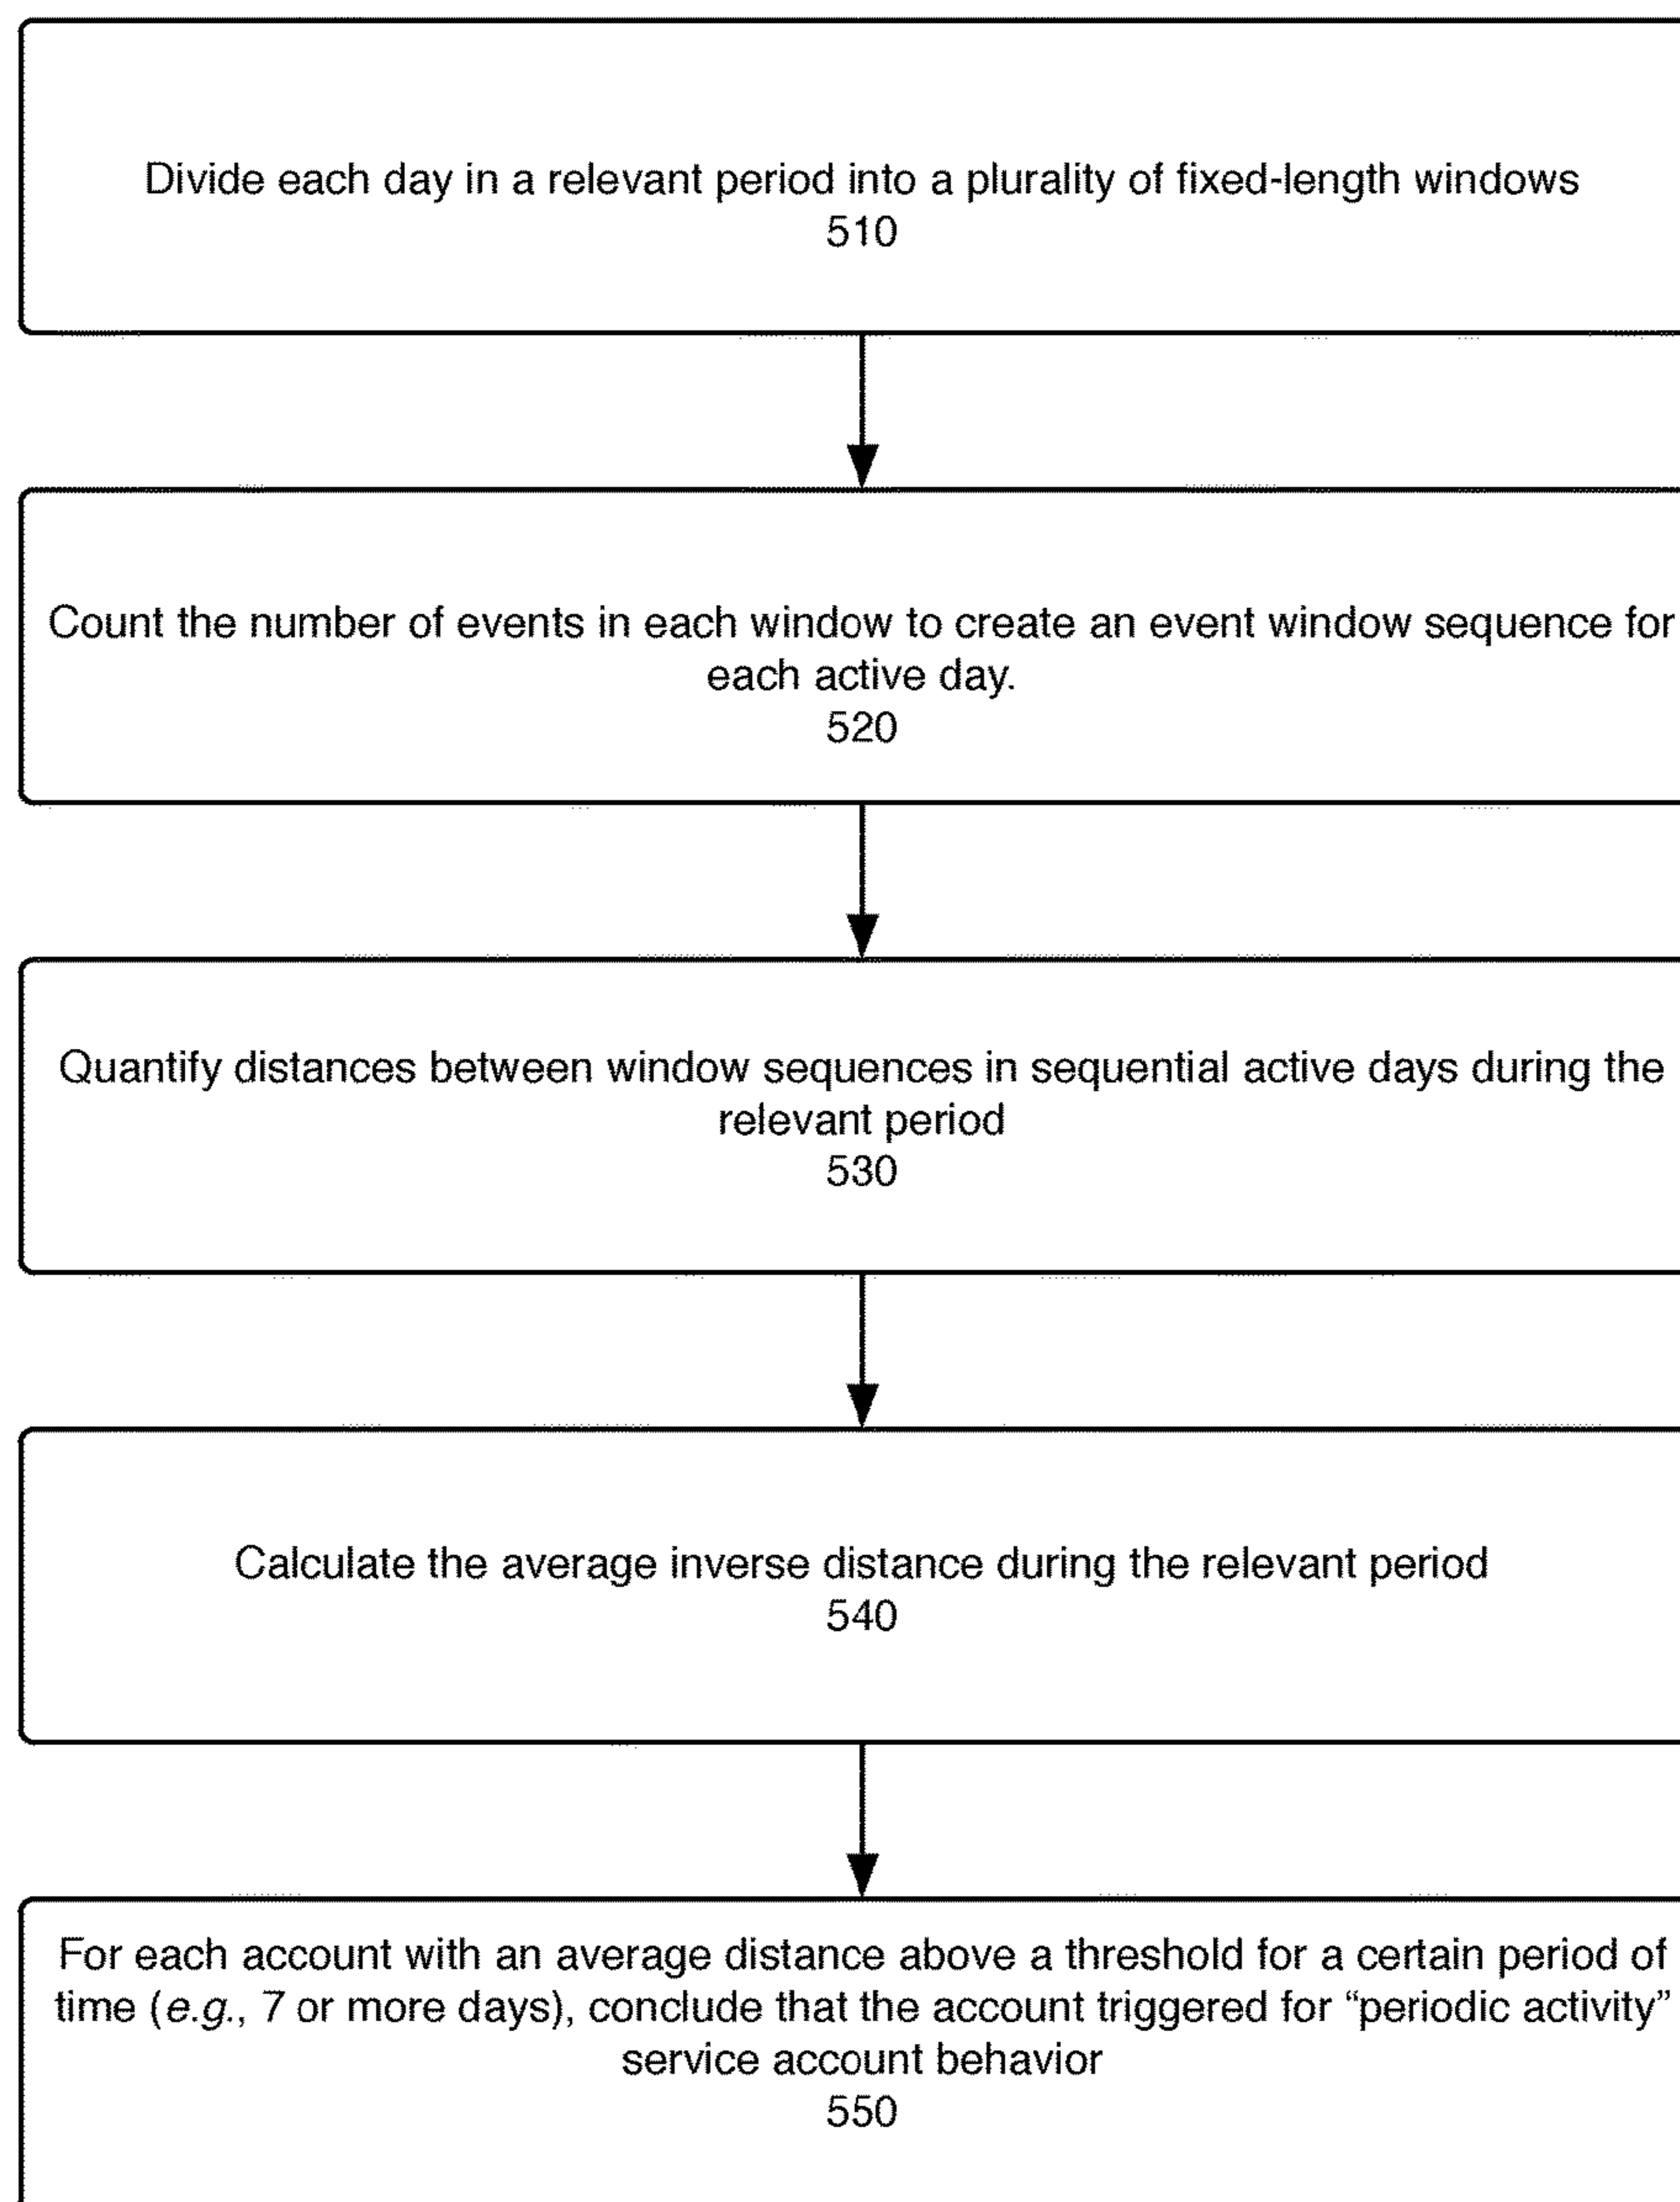 Divide each day in a relevant period into a plurality of fixed-length windows
510
Count the number of events in each window to create an event window sequence for
each active day.
520
Quantify distances between window sequences in sequential active days during the
relevant period
530
Calculate the average inverse distance during the relevant period
540
For each account with an average distance above a threshold for a certain period of
time (e.g., 7 or more days), conclude that the account triggered for “periodic activity”
service account behavior
550